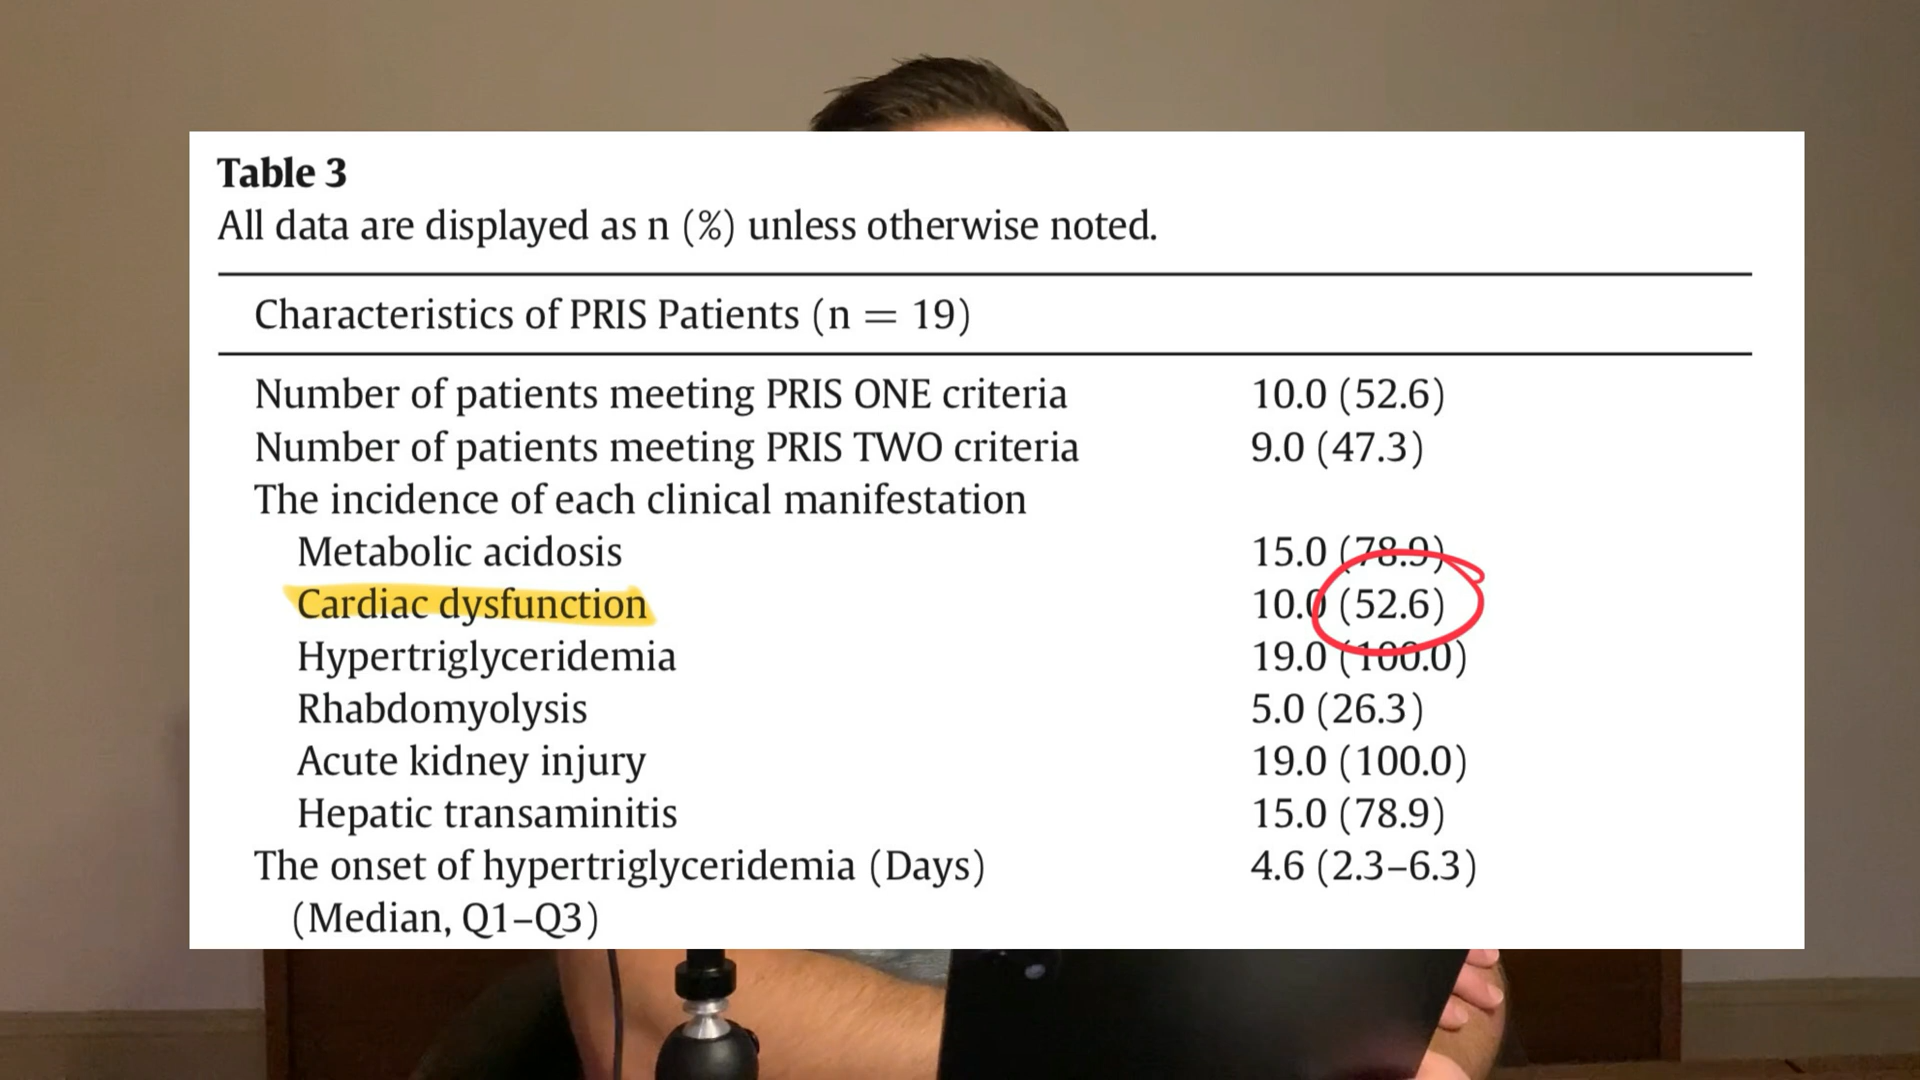 Table 3
All data are displayed as n (%) unless otherwise noted.
Characteristics of PRIS Patients (n = 19)
Number of patients meeting PRIS ONE criteria 10.0 (52.6)
Number of patients meeting PRIS TWO criteria 9.0 (47.3)
The incidence of each clinical manifestation
Metabolic acidosis 15.0 (78.9)
Cardiac dysfunction 10.0 (52.6)
Hypertriglyceridemia 19.0 (100.0)
Rhabdomyolysis 5.0 (26.3)
Acute kidney injury 19.0 (100.0)
Hepatic transaminitis 15.0 (78.9)
The onset of hypertriglyceridemia (Days) 4.6 (2.3–6.3)
(Median, Q1–Q3)